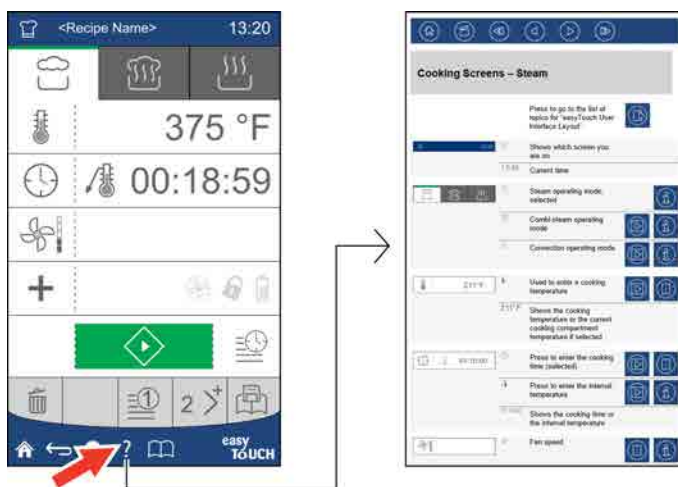 <Recipe Name> 13:20
375 °F
00:18:59
1
2 +
?
easy
TOUCH
Cooking Screens – Steam
Press to go to the list of
topics for 'easyTouch User
Interface Layout'
Shows which screen you
are on
Current time
Steam operating mode,
selected
Combi-steam operating
mode
Convection operating mode
Used to enter a cooking
temperature
211°F
211°F
Shows the cooking
temperature or the current
cooking compartment
temperature if selected
Press to enter the cooking
time (selected)
Press to enter the internal
temperature
Shows the cooking time or
the internal temperature
Fan speed